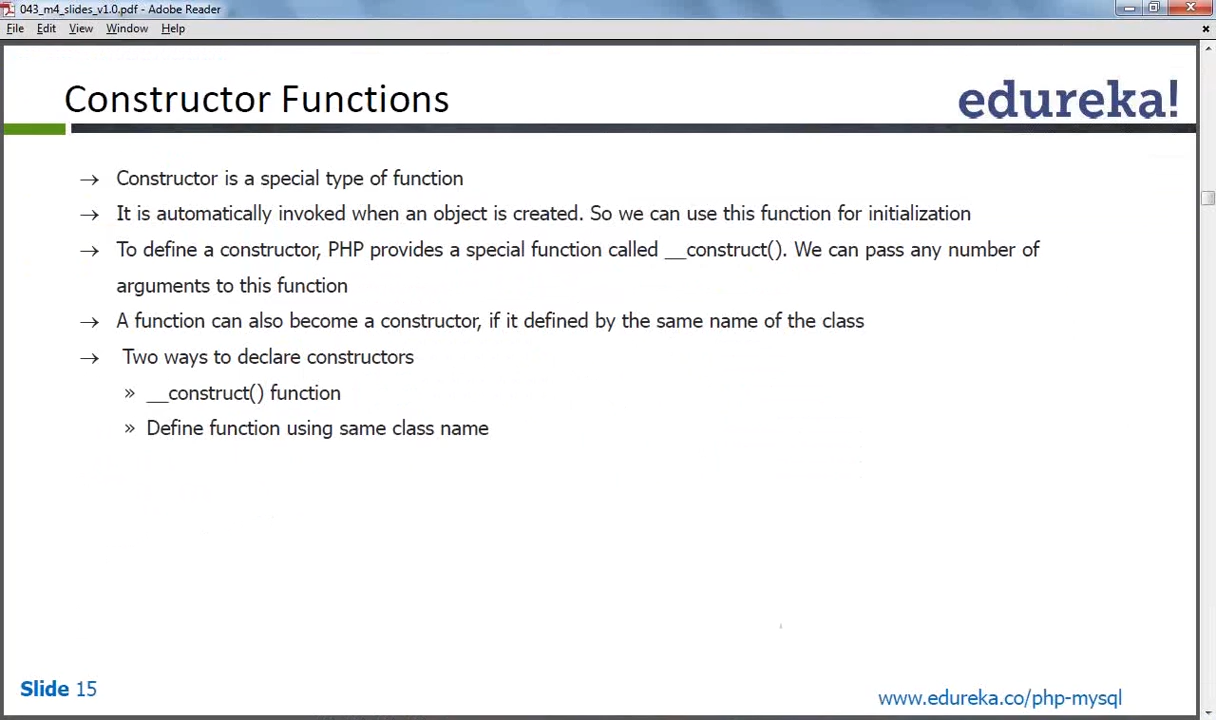 043_m4_slides_v1.0.pdf - Adobe Reader
File Edit View Window Help
Constructor Functions
edureka!
→ Constructor is a special type of function
→ It is automatically invoked when an object is created. So we can use this function for initialization
→ To define a constructor, PHP provides a special function called __construct(). We can pass any number of
arguments to this function
→ A function can also become a constructor, if it defined by the same name of the class
→ Two ways to declare constructors
» __construct() function
» Define function using same class name
Slide 15
www.edureka.co/php-mysql